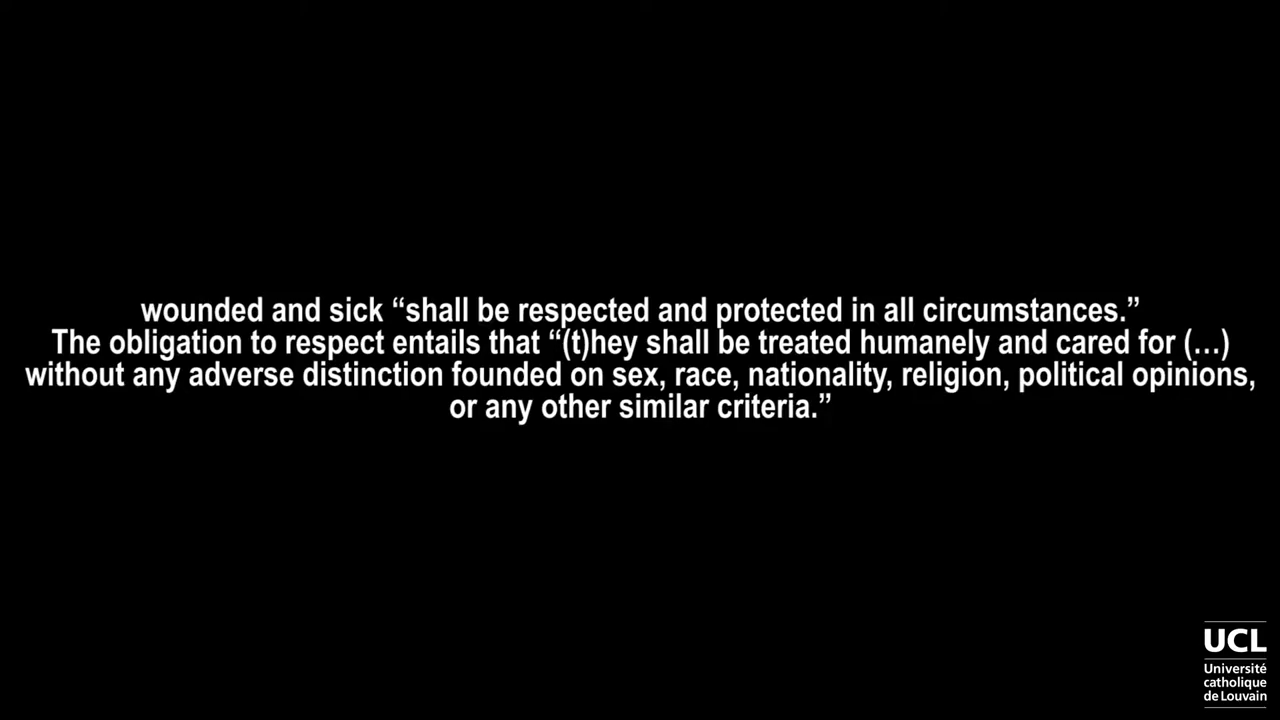 wounded and sick “shall be respected and protected in all circumstances.”
The obligation to respect entails that “(t)hey shall be treated humanely and cared for (…)
without any adverse distinction founded on sex, race, nationality, religion, political opinions,
or any other similar criteria.”
UCL
Université
catholique
de Louvain